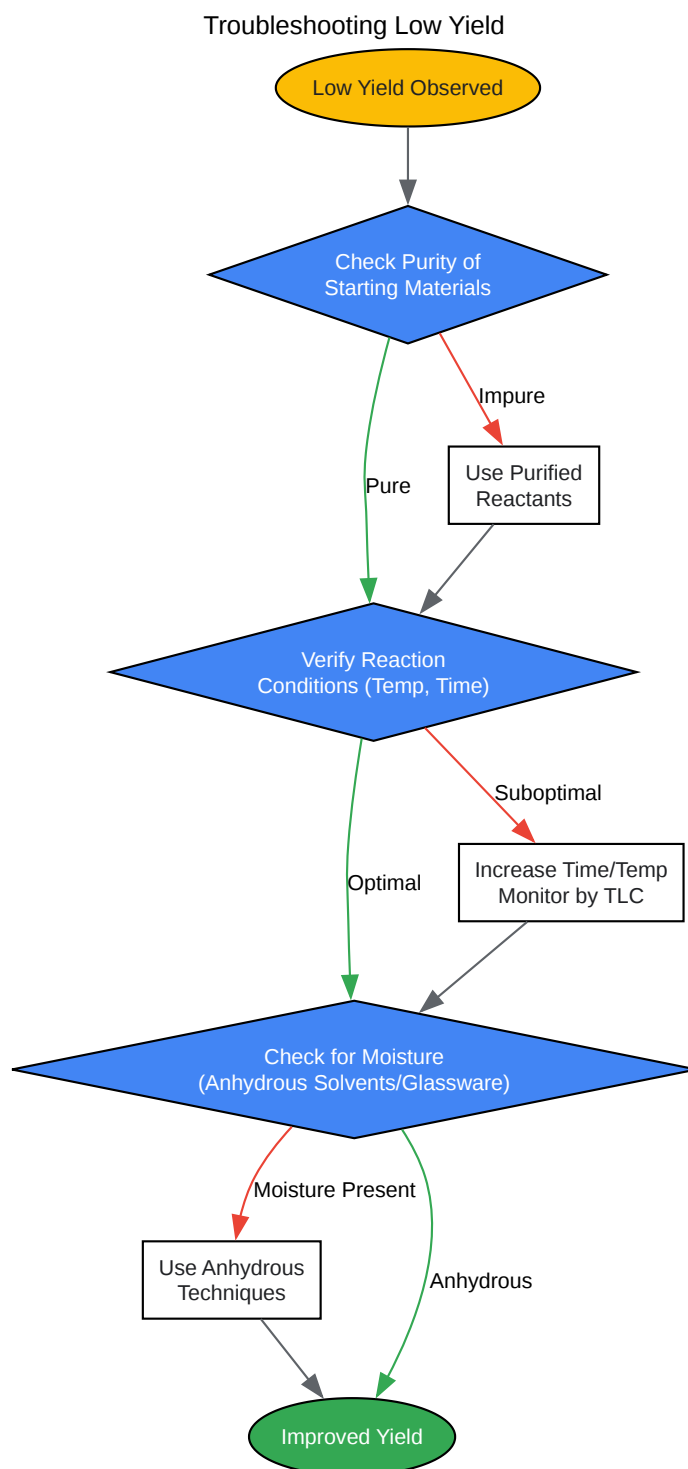 Troubleshooting Low Yield
Low Yield Observed
Check Purity of
Starting Materials
Impure
Use Purified
Reactants
Pure
Verify Reaction
Conditions (Temp, Time)
Suboptimal
Increase Time/Temp
Monitor by TLC
Optimal
Check for Moisture
(Anhydrous Solvents/Glassware)
Moisture Present
Use Anhydrous
Techniques
Anhydrous
Improved Yield